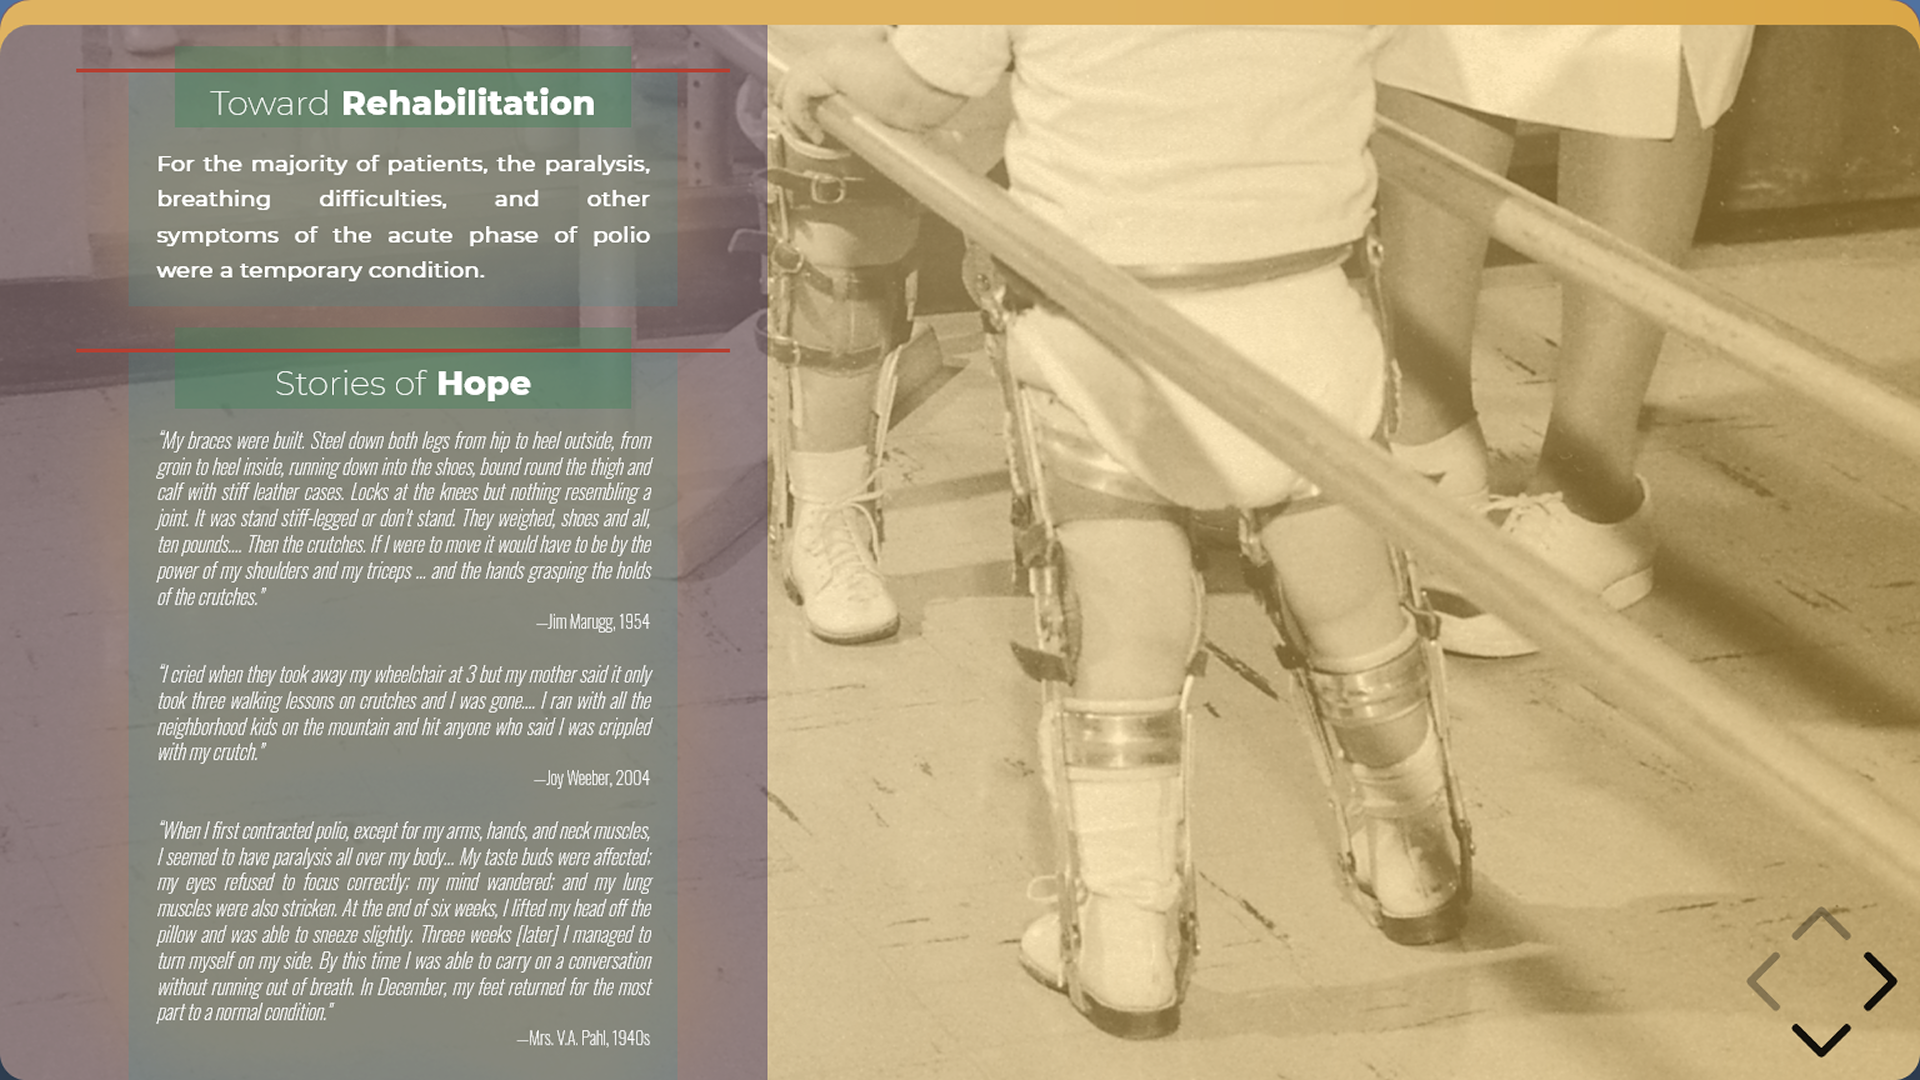 Toward Rehabilitation
For the majority of patients, the paralysis,
breathing difficulties, and other
symptoms of the acute phase of polio
were a temporary condition.
Stories of Hope
“My braces were built. Steel down both legs from hip to heel outside, from
groin to heel inside, running down into the shoes, bound round the thigh and
calf with stiff leather cases. Locks at the knees but nothing resembling a
joint. It was stand stiff-legged or don’t stand. They weighed, shoes and all,
ten pounds.... Then the crutches. If I were to move it would have to be by the
power of my shoulders and my triceps ... and the hands grasping the holds
of the crutches.”
—Jim Marugg, 1954
“I cried when they took away my wheelchair at 3 but my mother said it only
took three walking lessons on crutches and I was gone.... I ran with all the
neighborhood kids on the mountain and hit anyone who said I was crippled
with my crutch.”
—Joy Weeber, 2004
“When I first contracted polio, except for my arms, hands, and neck muscles,
I seemed to have paralysis all over my body... My taste buds were affected;
my eyes refused to focus correctly; my mind wandered; and my lung
muscles were also stricken. At the end of six weeks, I lifted my head off the
pillow and was able to sneeze slightly. Threee weeks [later] I managed to
turn myself on my side. By this time I was able to carry on a conversation
without running out of breath. In December, my feet returned for the most
part to a normal condition.”
—Mrs. V.A. Pahl, 1940s